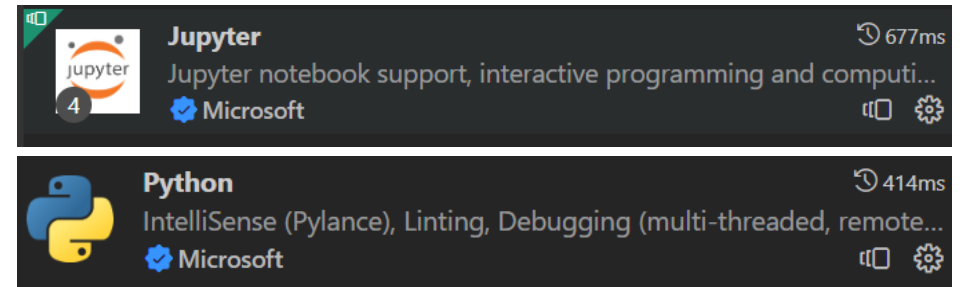 Jupyter
677ms
jupyter
Jupyter notebook support, interactive programming and computi...
4
Microsoft
Python
414ms
IntelliSense (Pylance), Linting, Debugging (multi-threaded, remote...
Microsoft